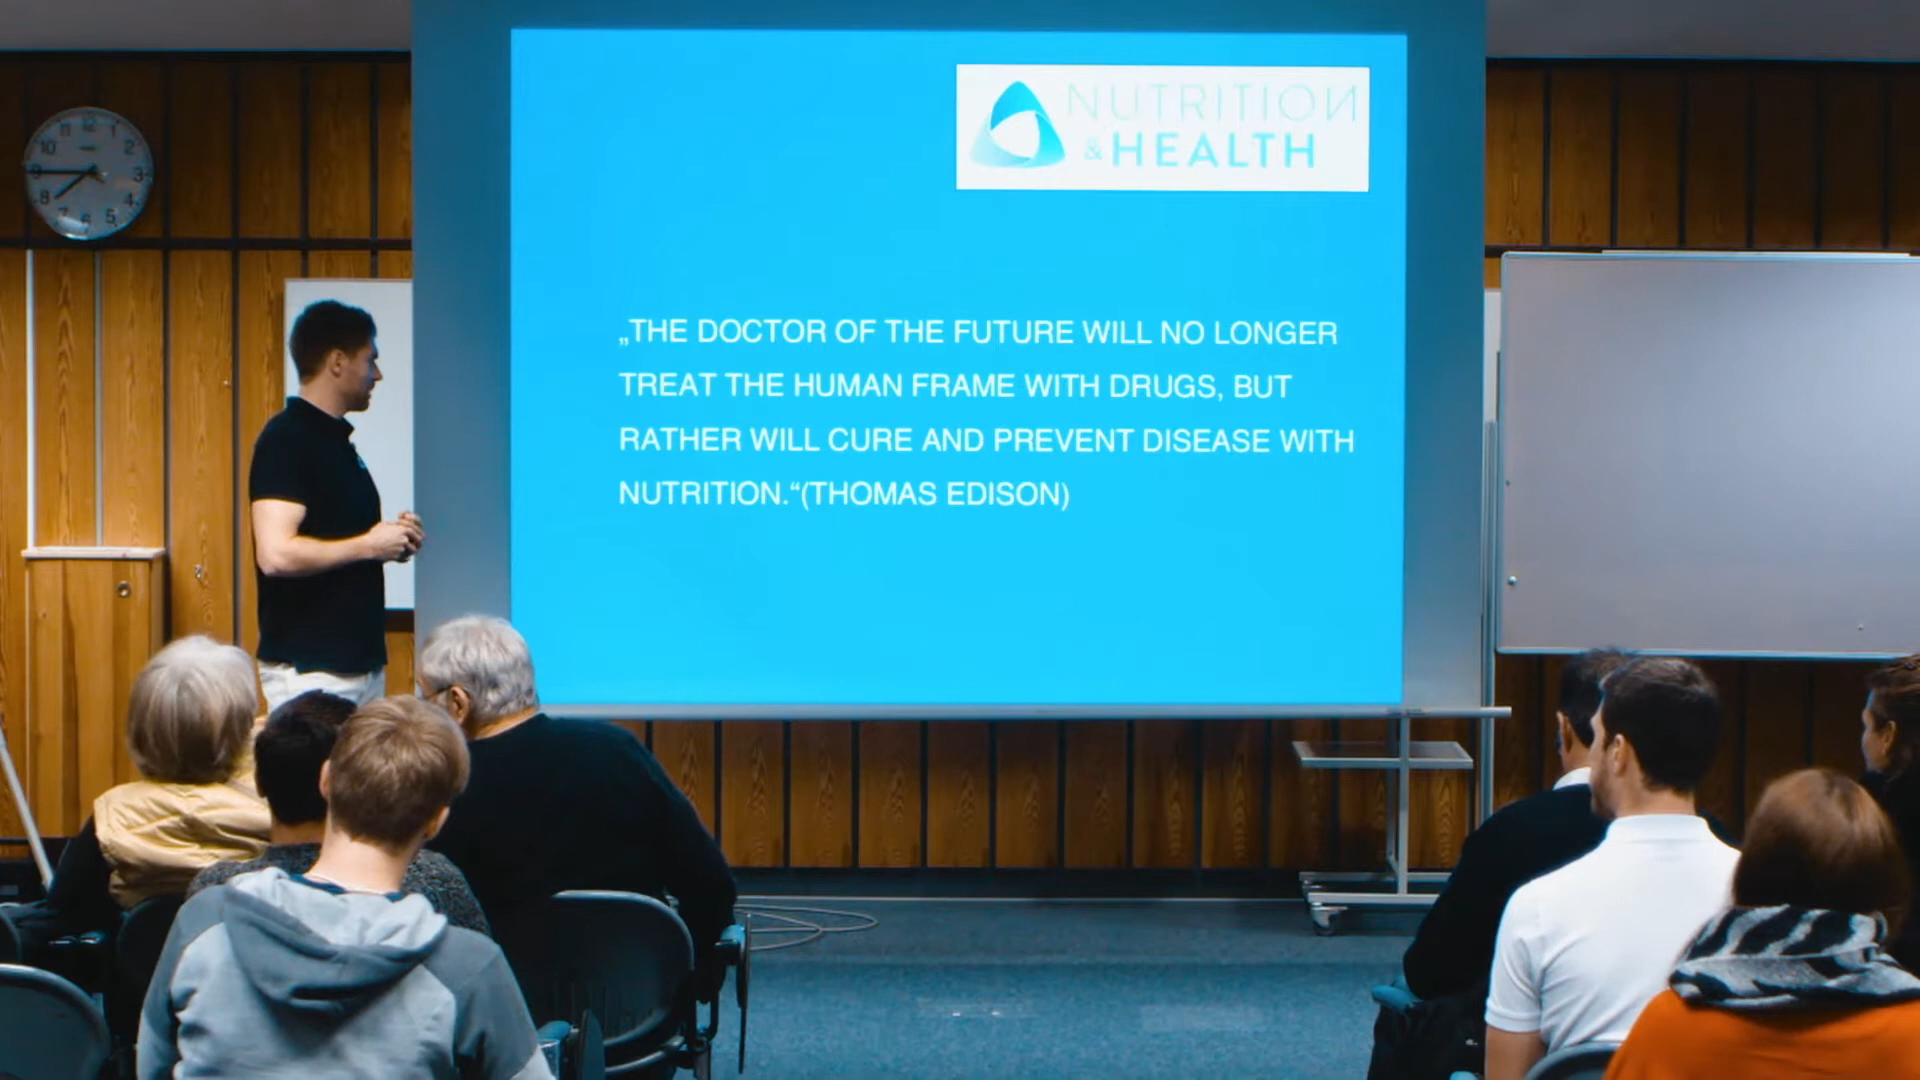 NUTRITION
& HEALTH
„THE DOCTOR OF THE FUTURE WILL NO LONGER
TREAT THE HUMAN FRAME WITH DRUGS, BUT
RATHER WILL CURE AND PREVENT DISEASE WITH
NUTRITION.“(THOMAS EDISON)